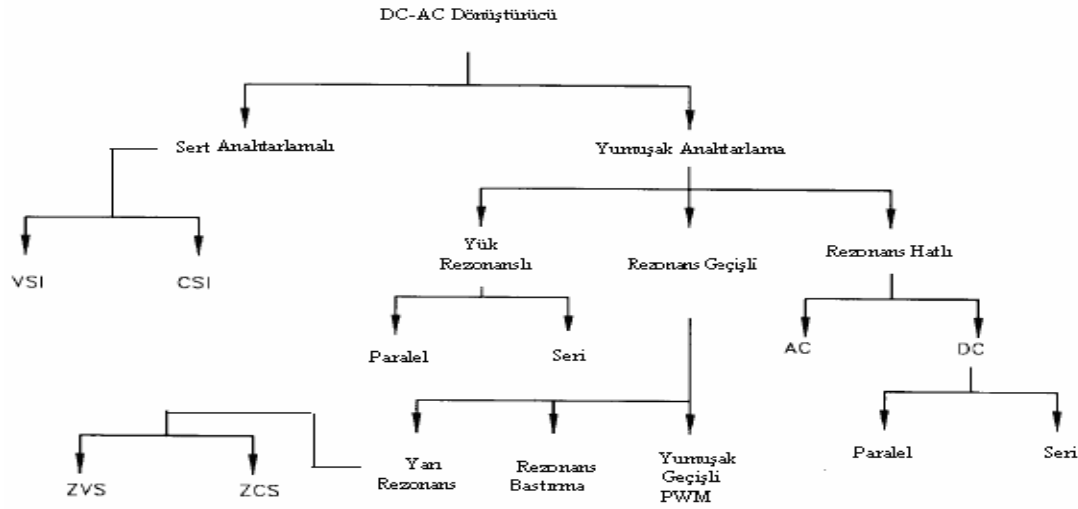 DC-AC Dönüştürücü
Sert Anahtarlamalı
Yumuşak Anahtarlama
VSI
CSI
Yük
Rezonanslı
Rezonans Geçişli
Rezonans Hatlı
Paralel
Seri
AC
DC
Paralel
Seri
ZVS
ZCS
Yarı
Rezonans
Rezonans
Bastırma
Yumuşak
Geçişli
PWM